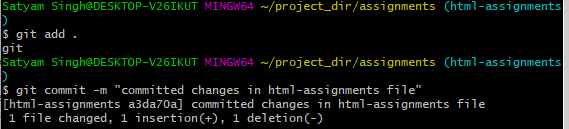 Satyam Singh@DESKTOP-V26IKUT MINGW64 ~/project_dir/assignments (html-assignments
)
$ git add .
git
Satyam Singh@DESKTOP-V26IKUT MINGW64 ~/project_dir/assignments (html-assignments
)
$ git commit -m "committed changes in html-assignments file"
[html-assignments a3da70a] committed changes in html-assignments file
 1 file changed, 1 insertion(+), 1 deletion(-)